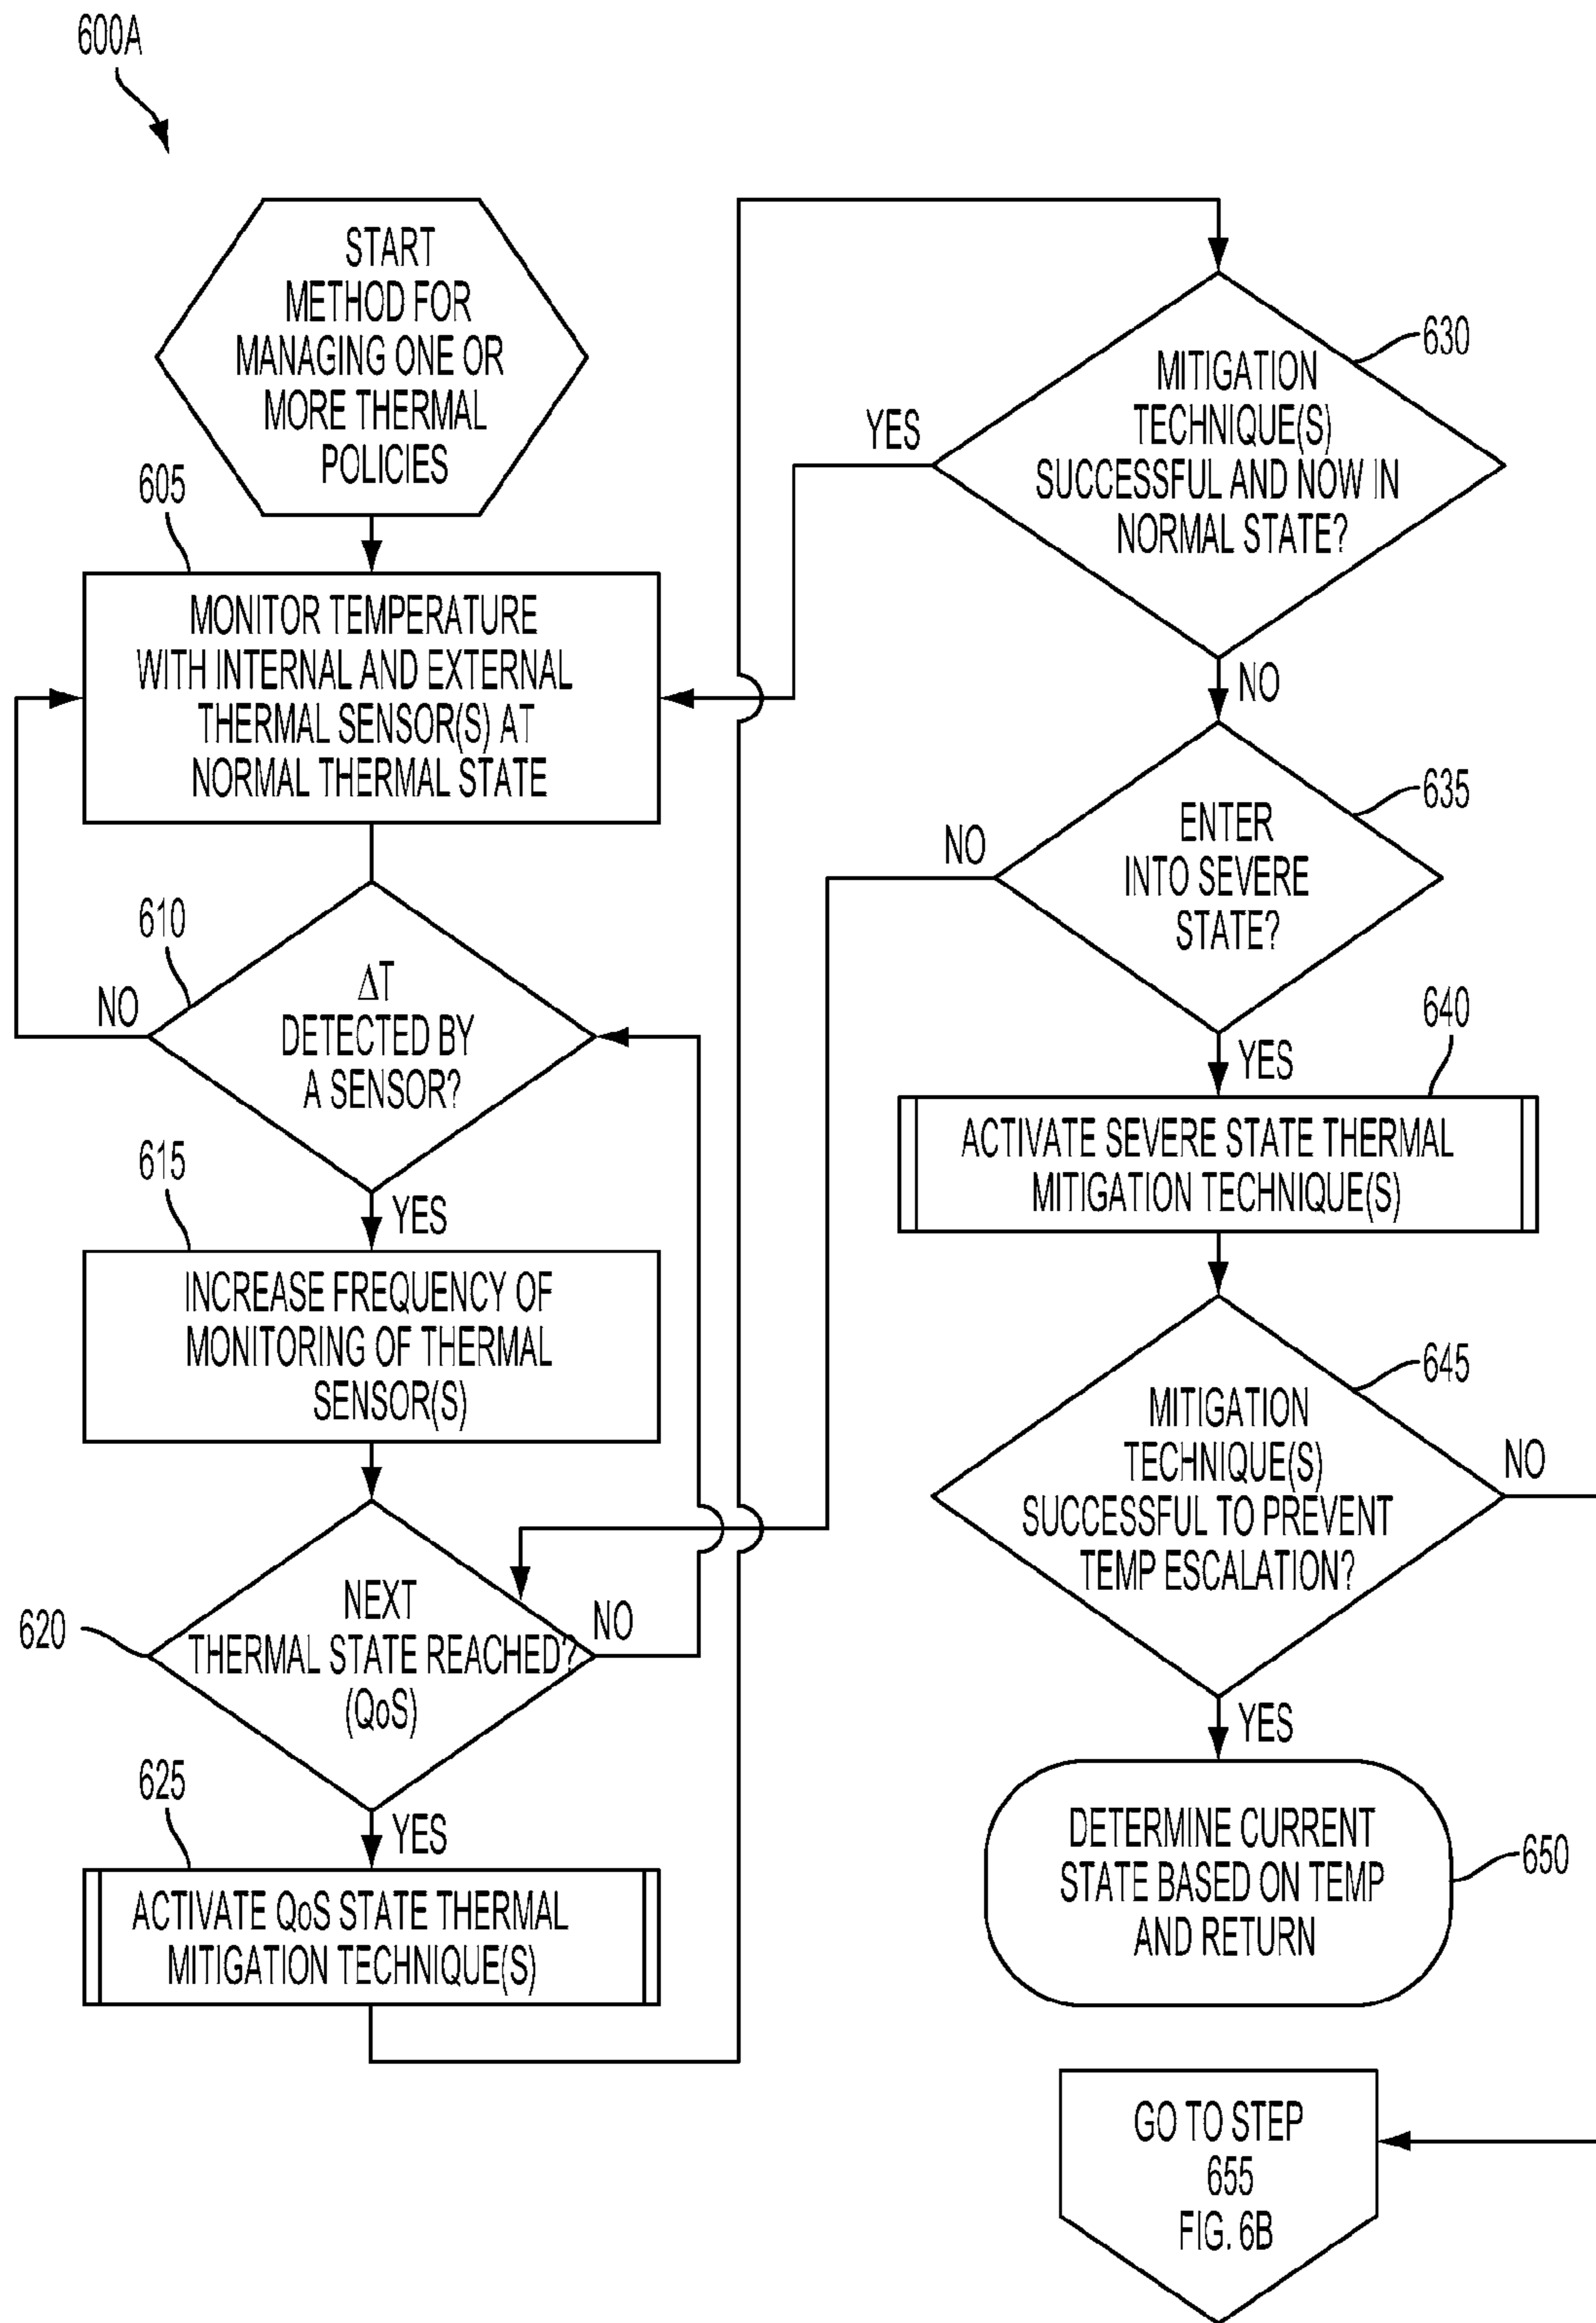 600A
START
METHOD FOR
MANAGING ONE OR
MORE THERMAL
POLICIES
605
MONITOR TEMPERATURE
WITH INTERNAL AND EXTERNAL
THERMAL SENSOR(S) AT
NORMAL THERMAL STATE
610
ΔT
DETECTED BY
A SENSOR?
NO
YES
615
INCREASE FREQUENCY OF
MONITORING OF THERMAL
SENSOR(S)
620
NEXT
THERMAL STATE REACHED?
(QoS)
NO
YES
625
ACTIVATE QoS STATE THERMAL
MITIGATION TECHNIQUE(S)
630
MITIGATION
TECHNIQUE(S)
SUCCESSFUL AND NOW IN
NORMAL STATE?
YES
NO
635
ENTER
INTO SEVERE
STATE?
NO
YES
640
ACTIVATE SEVERE STATE THERMAL
MITIGATION TECHNIQUE(S)
645
MITIGATION
TECHNIQUE(S)
SUCCESSFUL TO PREVENT
TEMP ESCALATION?
NO
YES
DETERMINE CURRENT
STATE BASED ON TEMP
AND RETURN
650
GO TO STEP
655
FIG. 6B